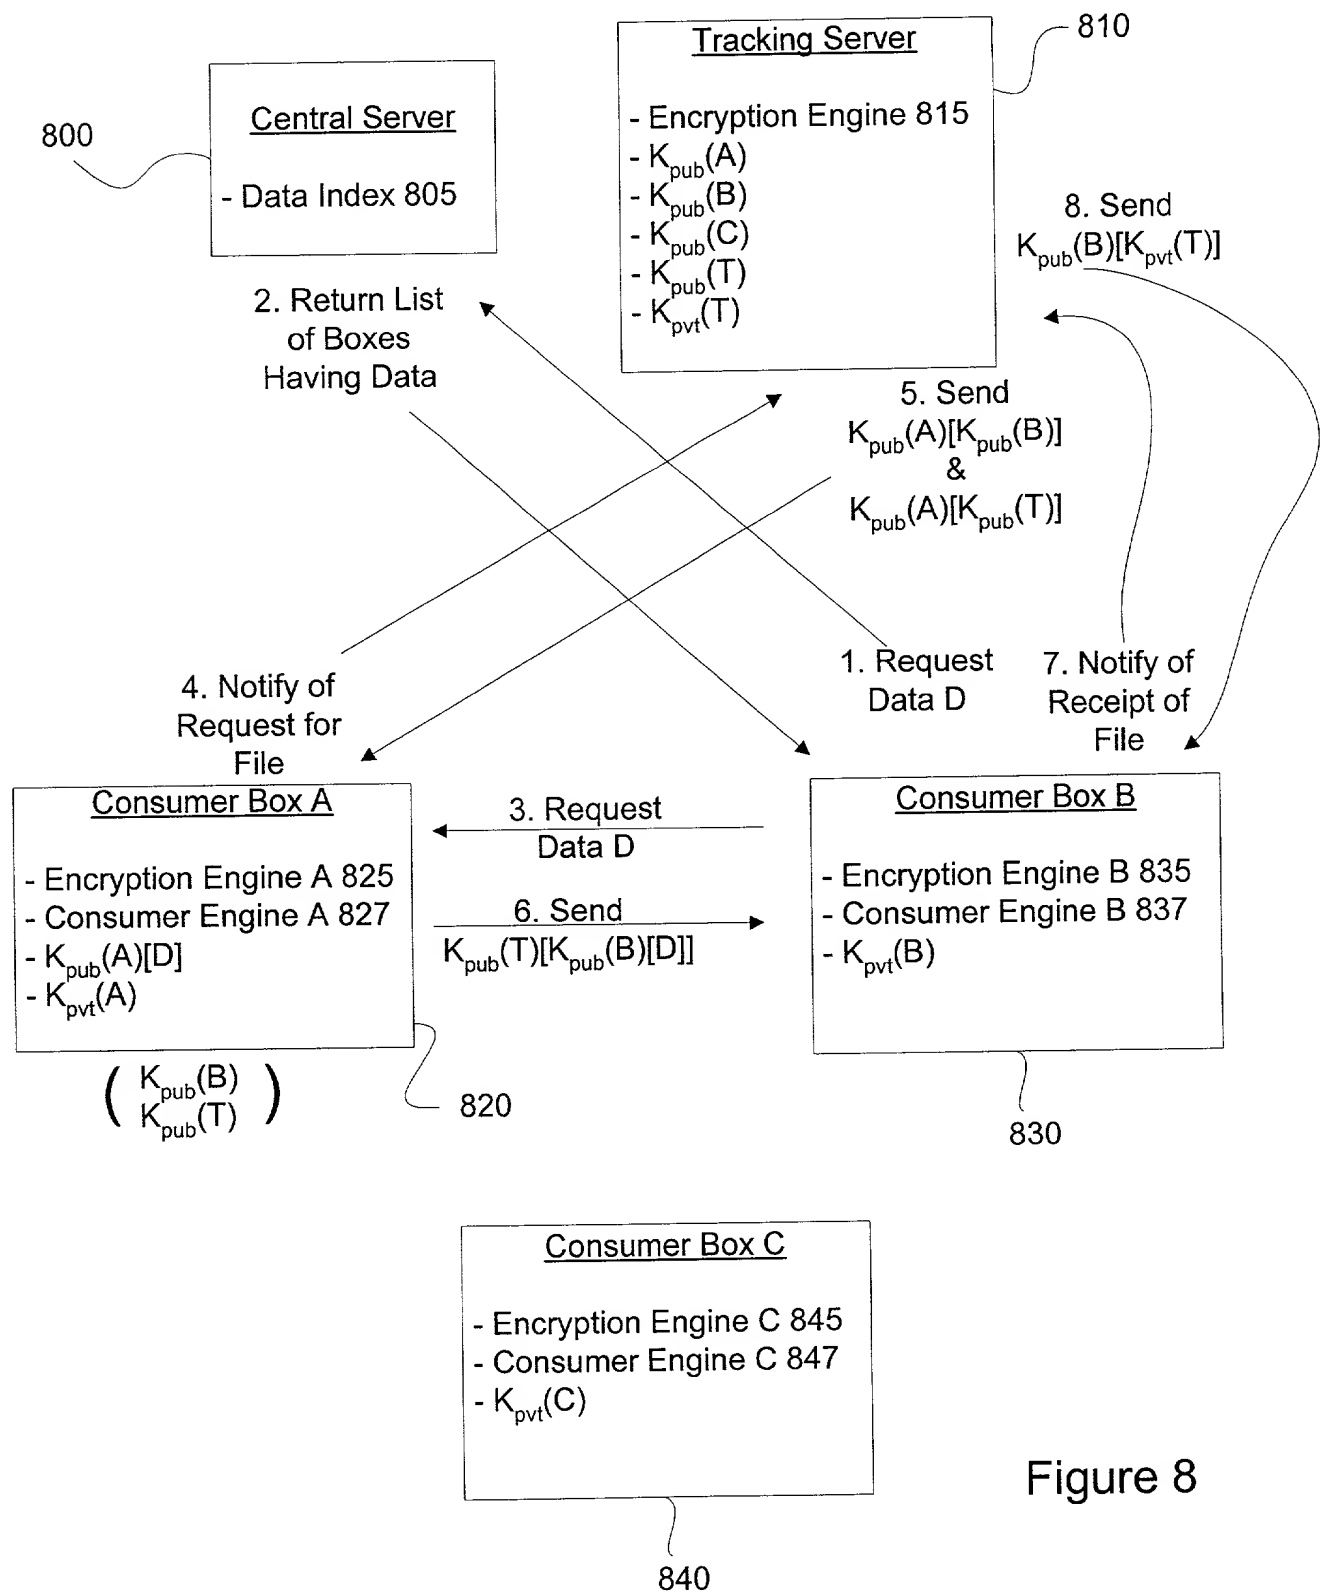 810
Tracking Server
- Encryption Engine 815
- Kpub(A)
- Kpub(B)
- Kpub(C)
- Kpub(T)
- Kpvt(T)
800
Central Server
- Data Index 805
8. Send
Kpub(B)[Kpvt(T)]
2. Return List
of Boxes
Having Data
5. Send
Kpub(A)[Kpub(B)]
&
Kpub(A)[Kpub(T)]
1. Request
Data D
7. Notify of
Receipt of
File
4. Notify of
Request for
File
Consumer Box A
- Encryption Engine A 825
- Consumer Engine A 827
- Kpub(A)[D]
- Kpvt(A)
3. Request
Data D
6. Send
Kpub(T)[Kpub(B)[D]]
Consumer Box B
- Encryption Engine B 835
- Consumer Engine B 837
- Kpvt(B)
( Kpub(B)
Kpub(T) )
820
830
Consumer Box C
- Encryption Engine C 845
- Consumer Engine C 847
- Kpvt(C)
840
Figure 8